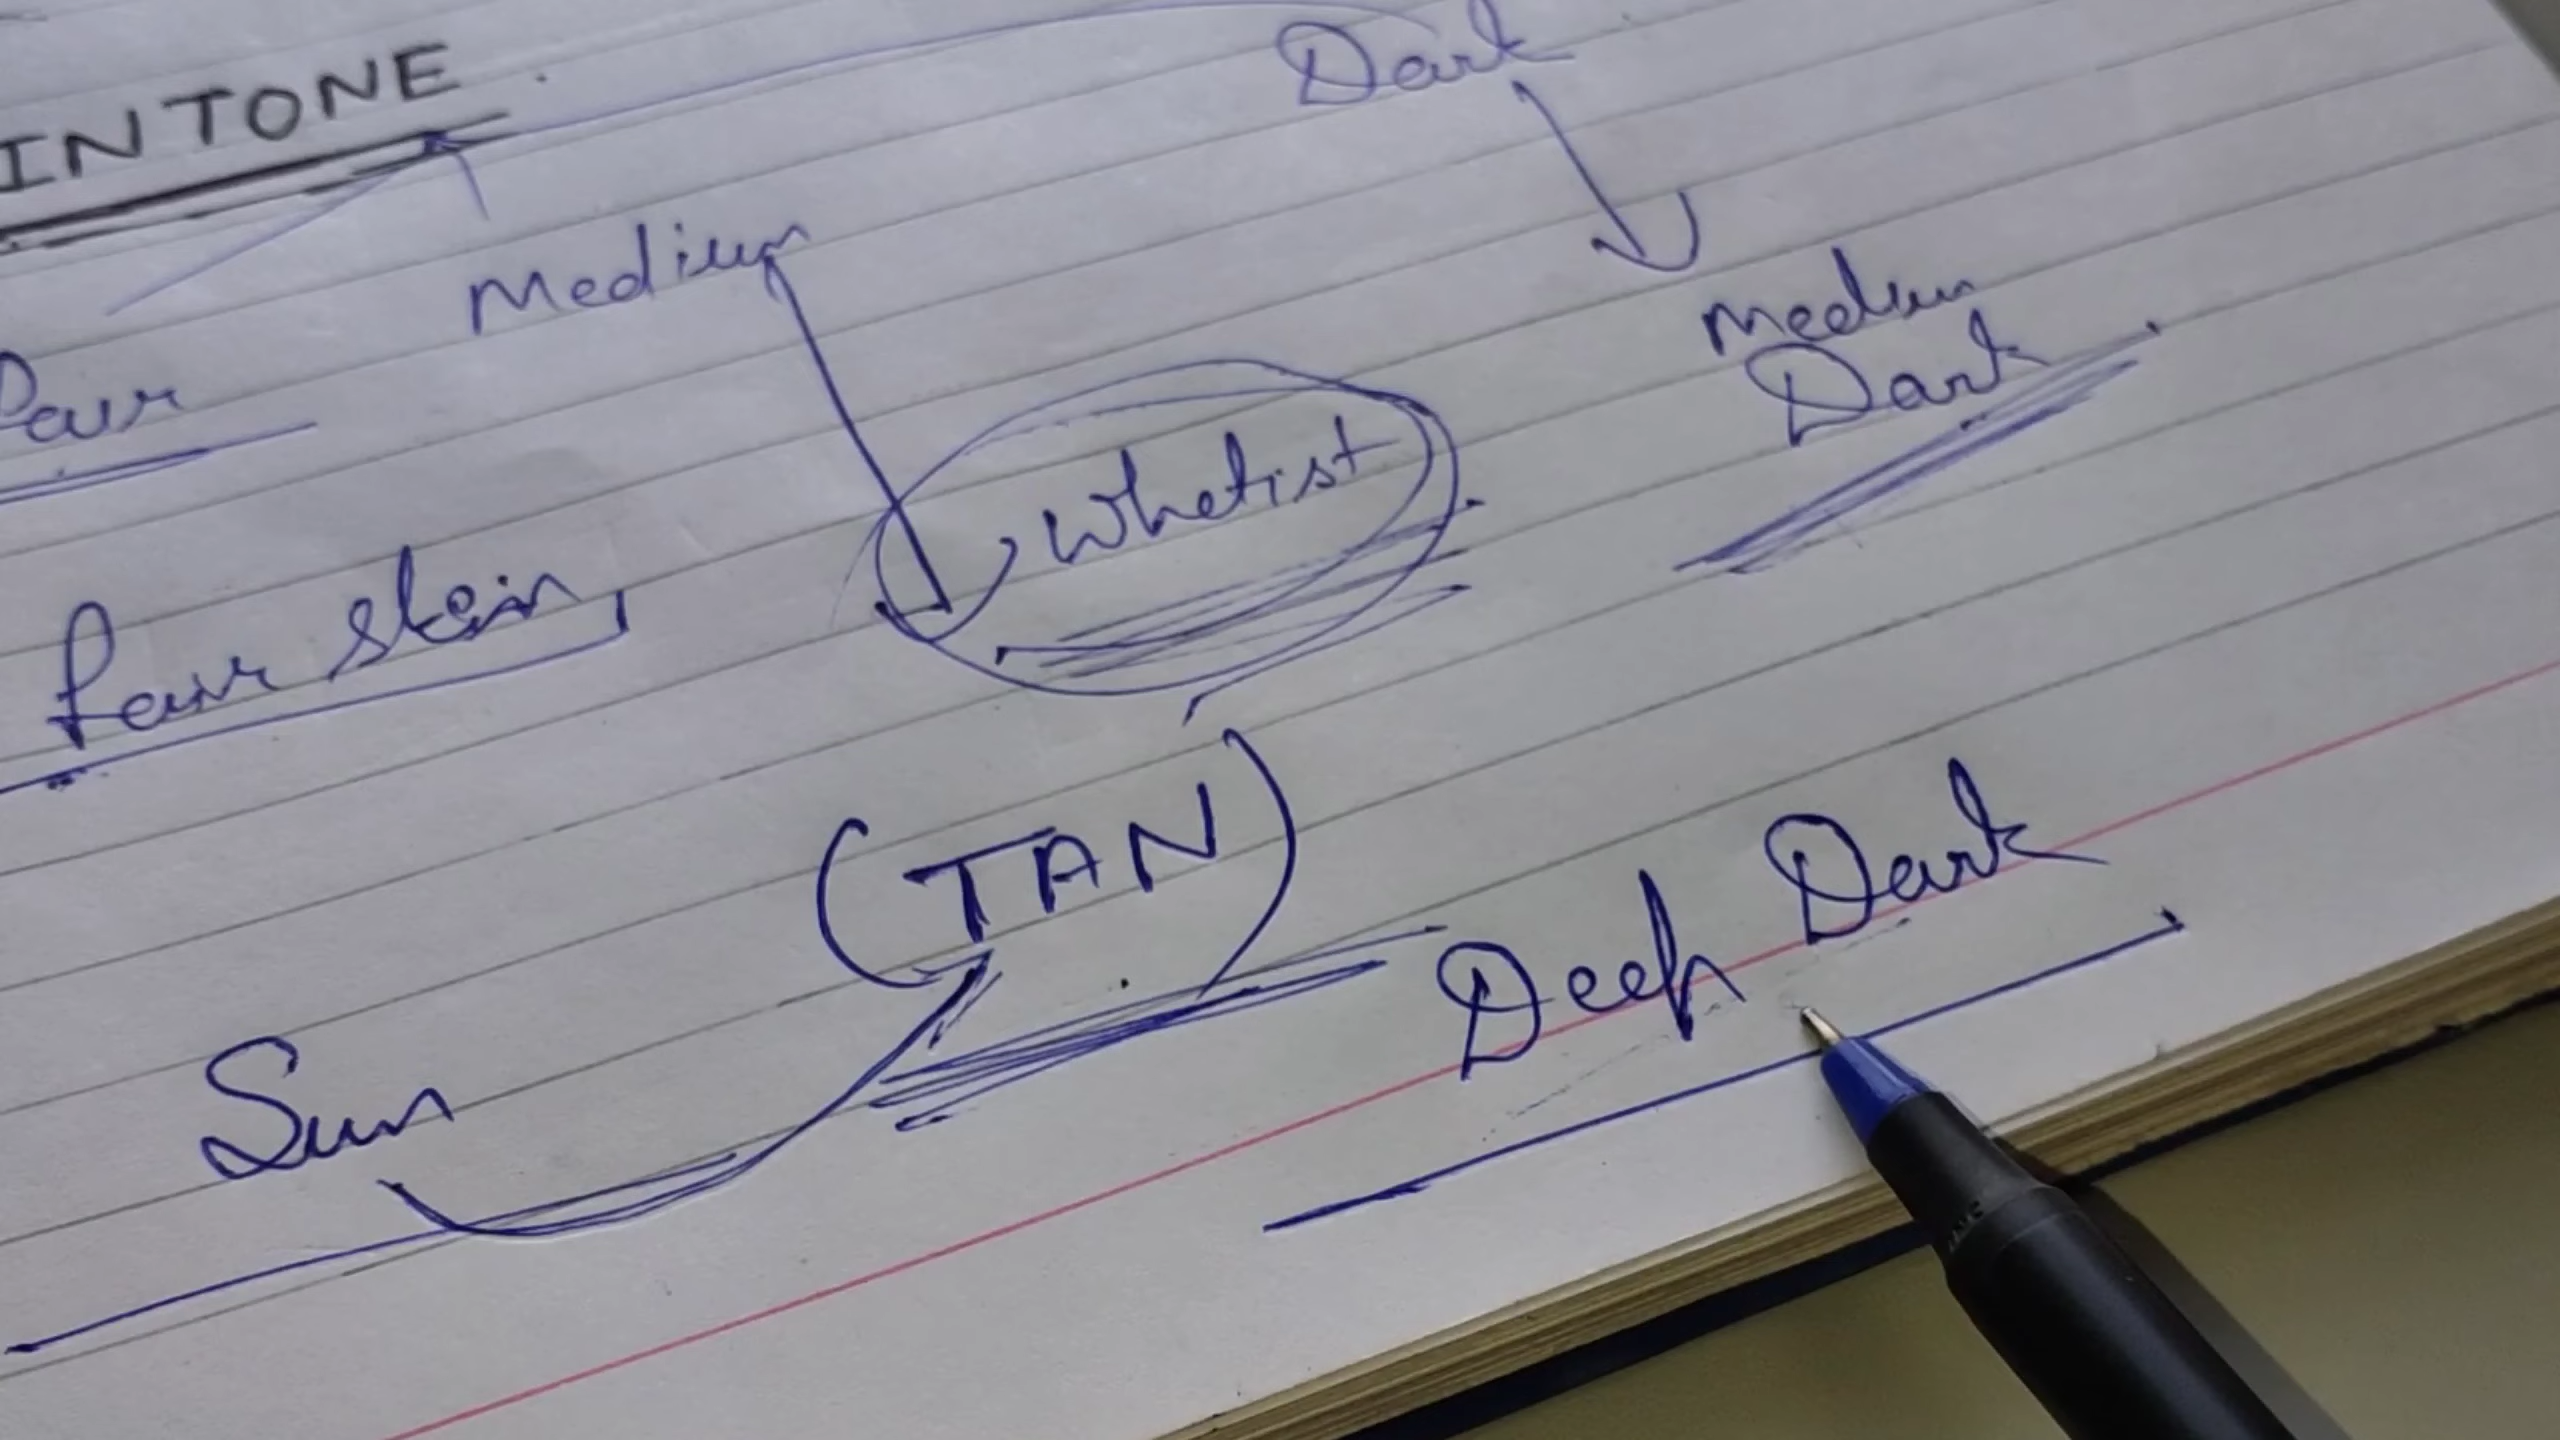 INTONE
Dark
Medium
Medium
Dark
Fair
Whetist
fair skin
(TAN)
Deep Dark
Sun